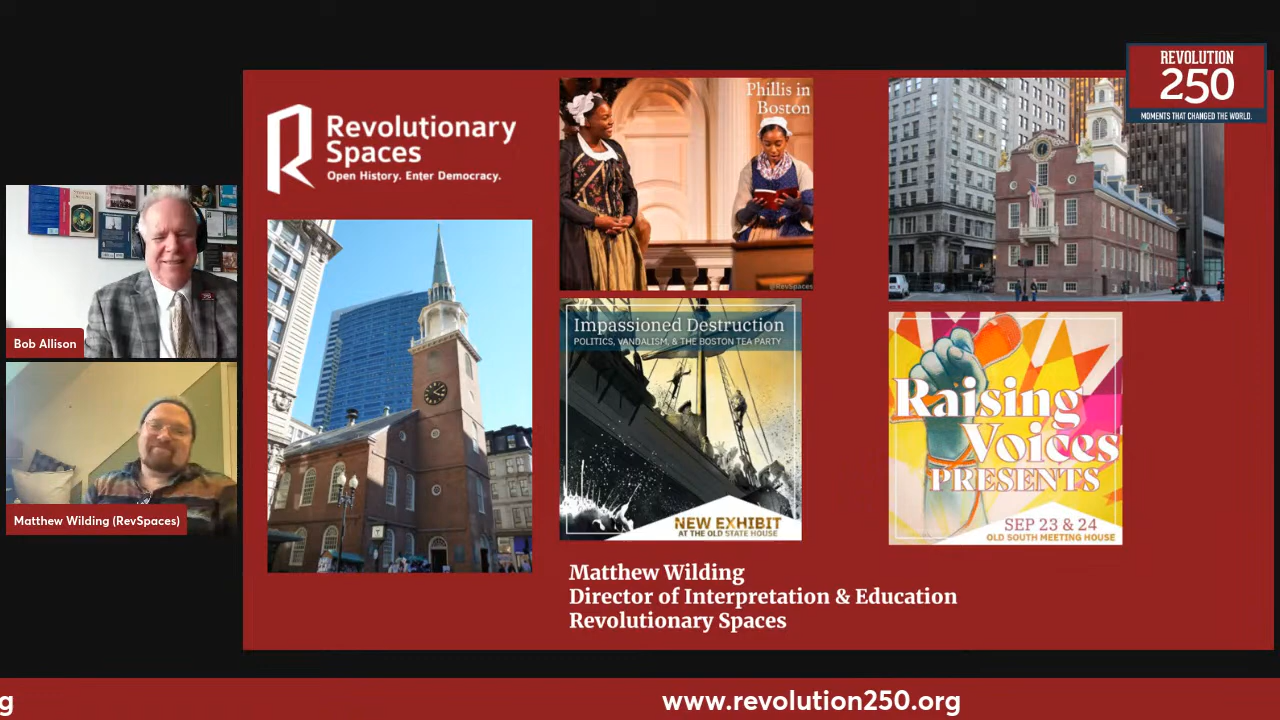 REVOLUTION
250
MOMENTS THAT CHANGED THE WORLD.
Revolutionary
Spaces
Open History. Enter Democracy.
Phillis in
Boston
@RevSpaces
Impassioned Destruction
POLITICS, VANDALISM, & THE BOSTON TEA PARTY
NEW EXHIBIT
AT THE OLD STATE HOUSE
Raising
Voices
PRESENTS
SEP 23 & 24
OLD SOUTH MEETING HOUSE
Bob Allison
Matthew Wilding (RevSpaces)
Matthew Wilding
Director of Interpretation & Education
Revolutionary Spaces
g
www.revolution250.org